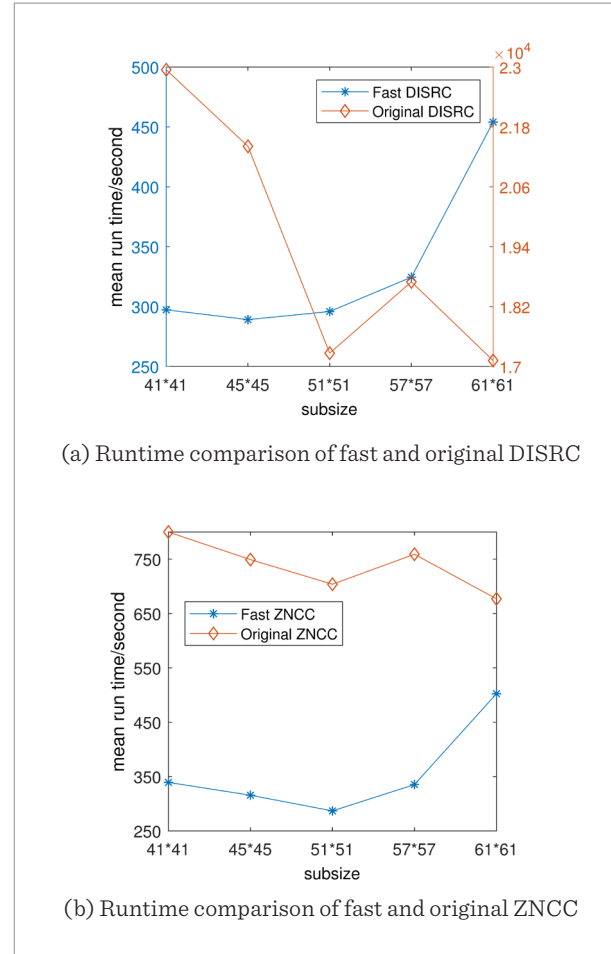 ×10⁴
500
2.3
Fast DISRC
Original DISRC
450
2.18
400
2.06
mean run time/second
350
1.94
300
1.82
250
1.7
41*41 45*45 51*51 57*57 61*61
subsize
(a) Runtime comparison of fast and original DISRC
750
650
Fast ZNCC
Original ZNCC
550
mean run time/second
450
350
250
41*41 45*45 51*51 57*57 61*61
subsize
(b) Runtime comparison of fast and original ZNCC